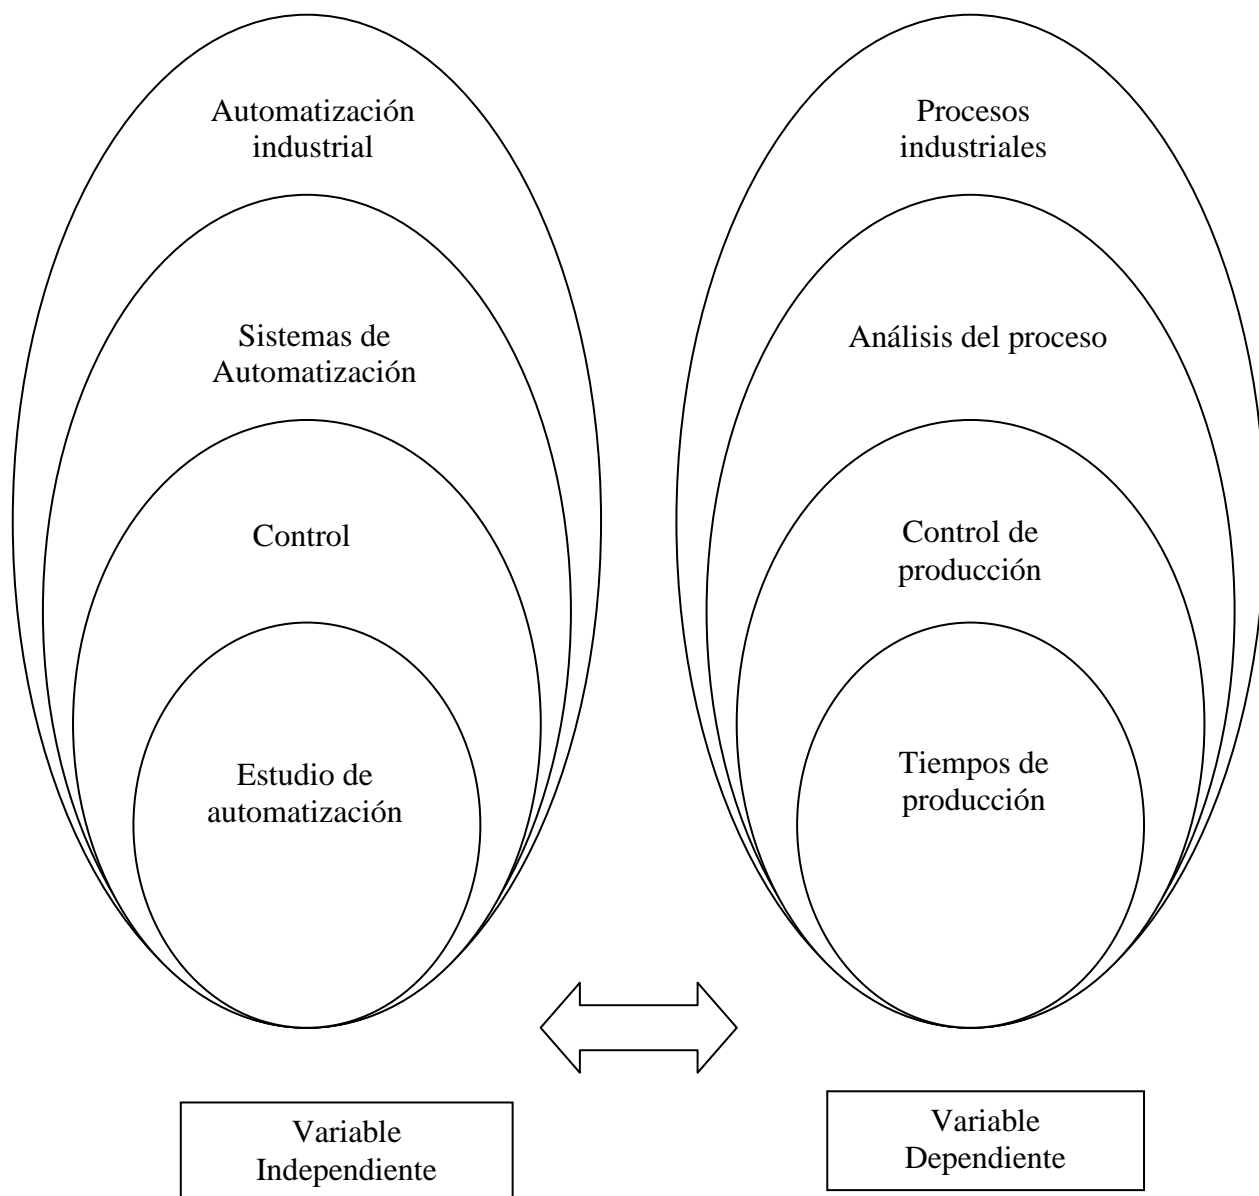 Automatización
industrial
Sistemas de
Automatización
Control
Estudio de
automatización
Variable
Independiente
Procesos
industriales
Análisis del proceso
Control de
producción
Tiempos de
producción
Variable
Dependiente